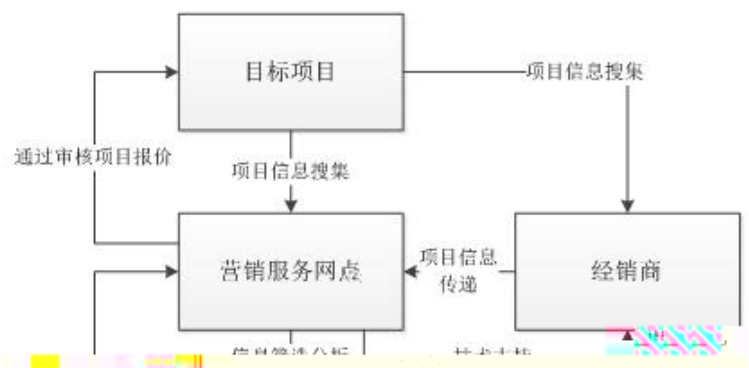 目标项目
项目信息搜集
通过审核项目报价
项目信息搜集
营销服务网点
项目信息
传递
经销商